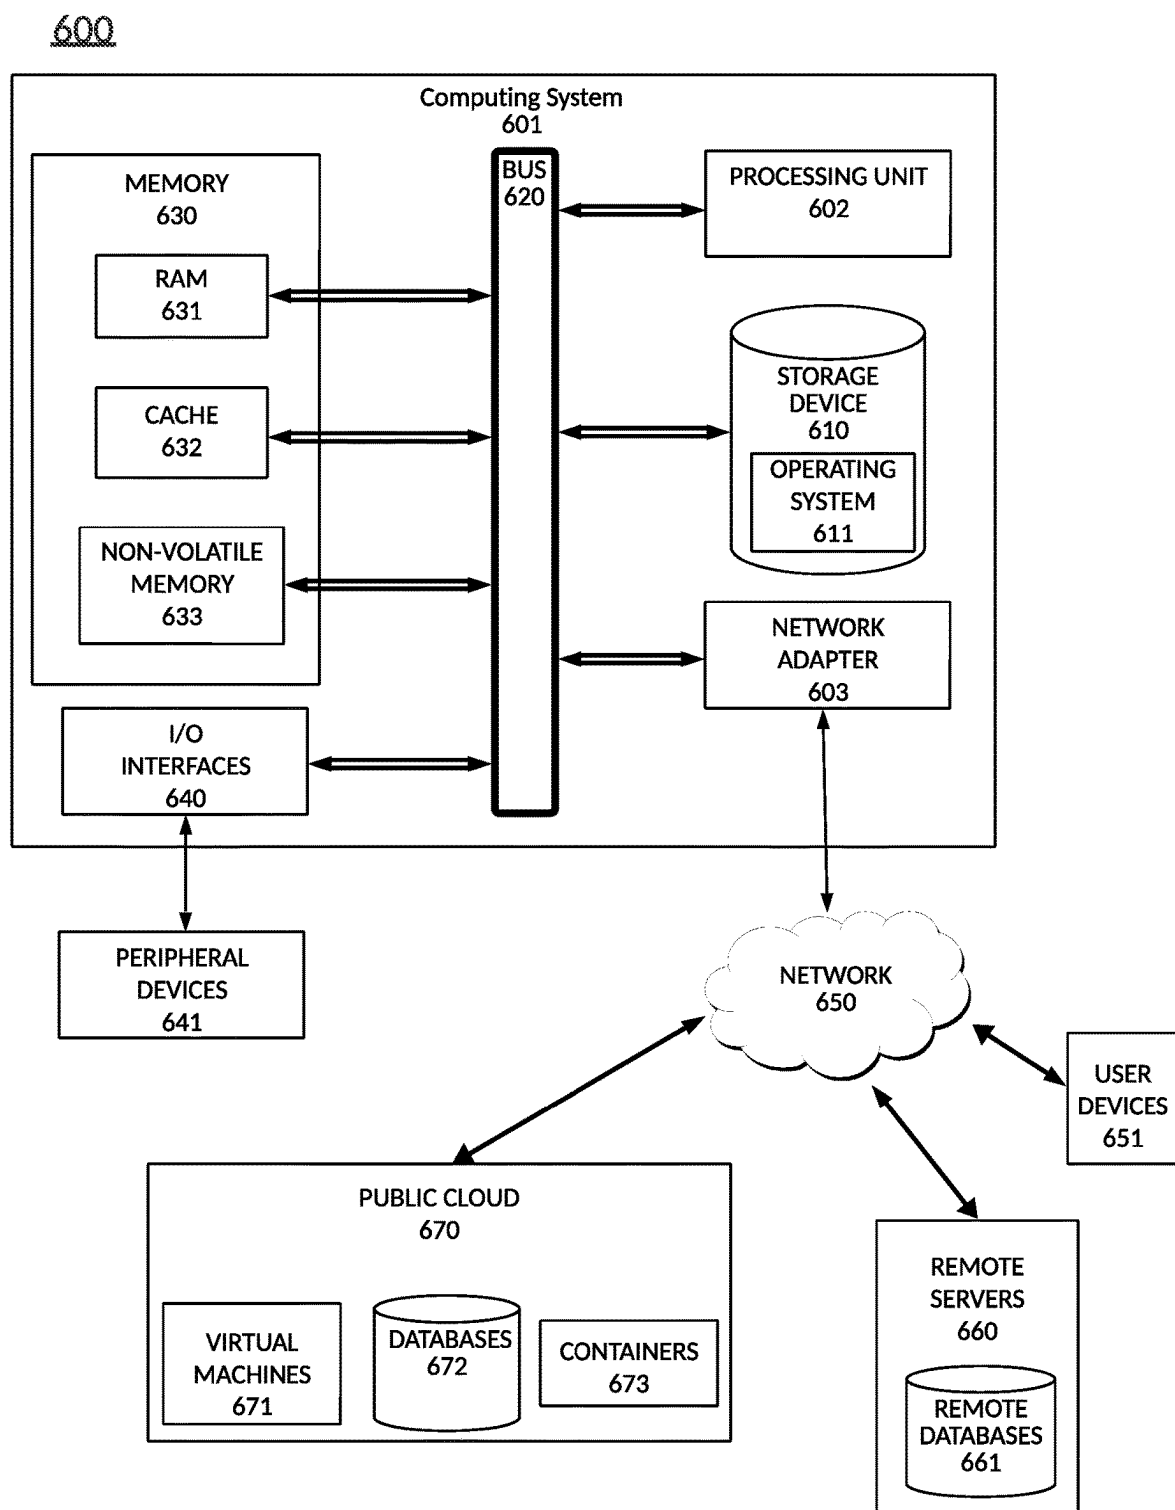 600
Computing System
601
MEMORY
630
RAM
631
CACHE
632
NON-VOLATILE
MEMORY
633
I/O
INTERFACES
640
BUS
620
PROCESSING UNIT
602
STORAGE
DEVICE
610
OPERATING
SYSTEM
611
NETWORK
ADAPTER
603
PERIPHERAL
DEVICES
641
NETWORK
650
USER
DEVICES
651
PUBLIC CLOUD
670
VIRTUAL
MACHINES
671
DATABASES
672
CONTAINERS
673
REMOTE
SERVERS
660
REMOTE
DATABASES
661